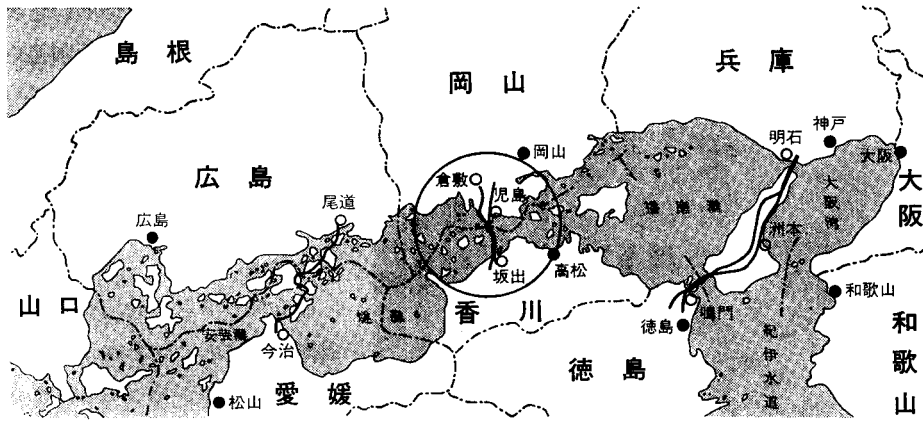 島根
岡山
兵庫
広島
岡山
明石
神戸
大阪
倉敷
児島
尾道
広島
播磨灘
大阪湾
大阪
洲本
坂出
高松
山口
香川
和歌山
安芸灘
燧灘
今治
徳島
鳴門
紀伊水道
和歌山
松山
愛媛
徳島